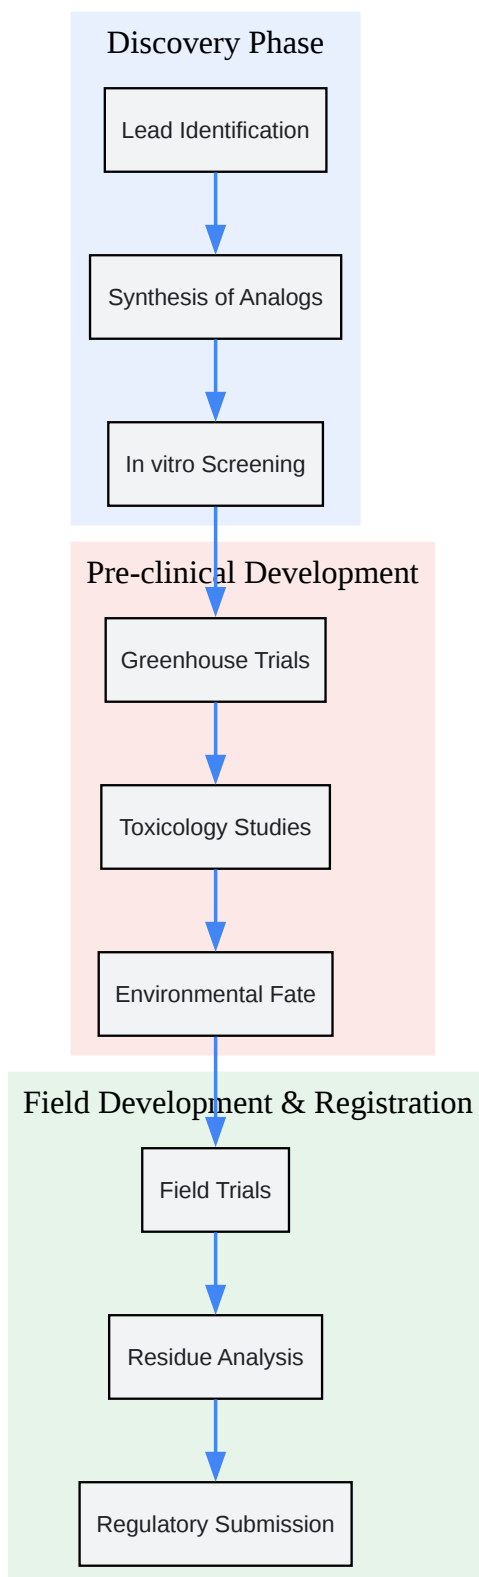 Discovery Phase
Lead Identification
Synthesis of Analogs
In vitro Screening
Pre-clinical Development
Greenhouse Trials
Toxicology Studies
Environmental Fate
Field Development & Registration
Field Trials
Residue Analysis
Regulatory Submission